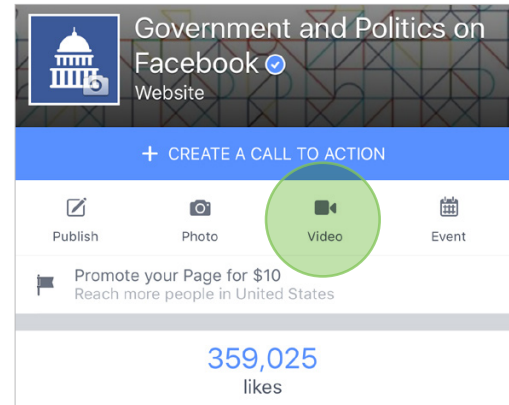 Government and Politics on
Facebook
Website
+ CREATE A CALL TO ACTION
Publish Photo Video Event
Promote your Page for $10
Reach more people in United States
359,025
likes